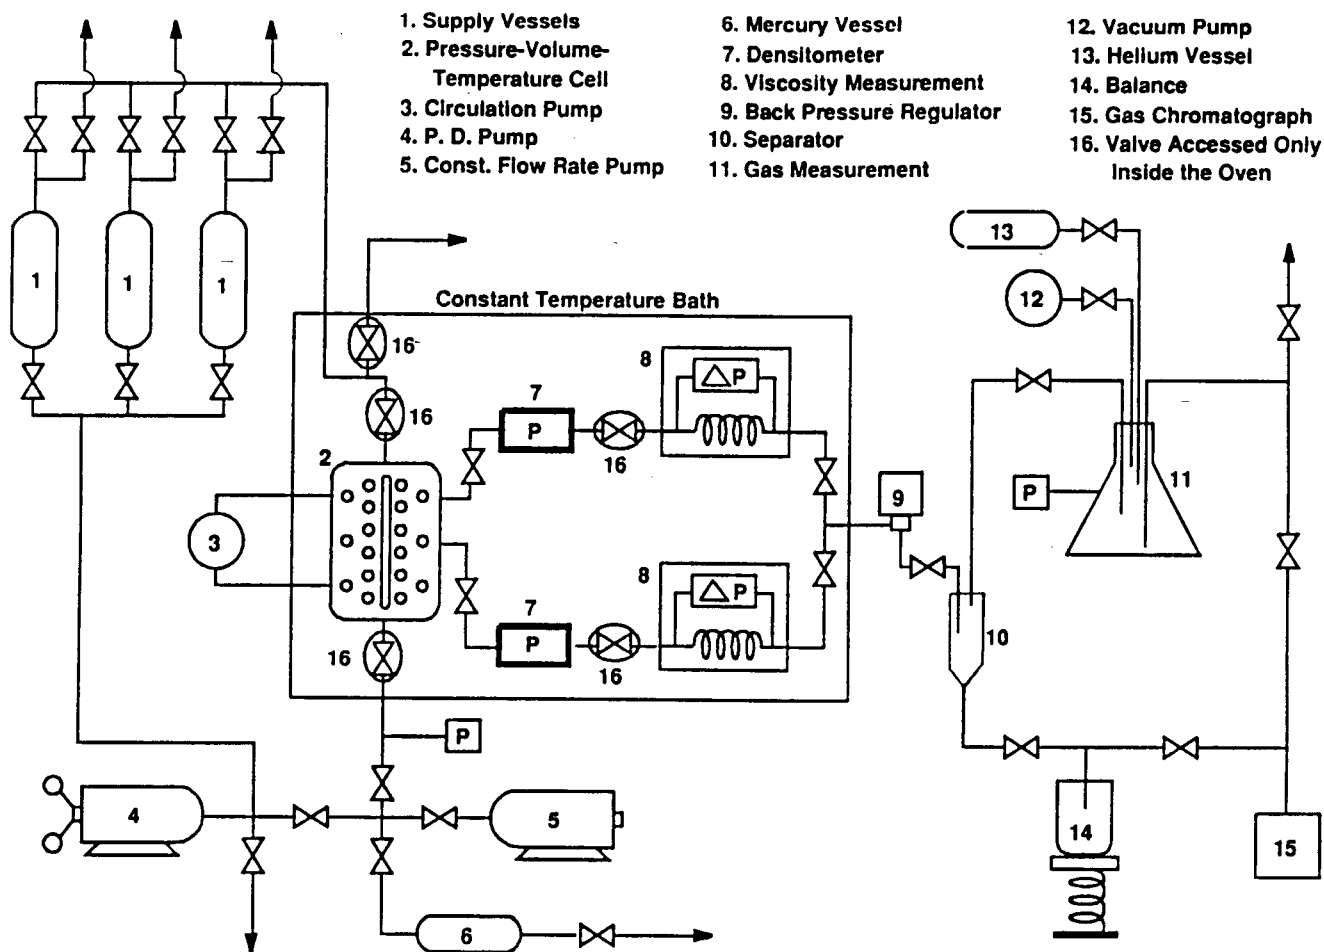 1. Supply Vessels
2. Pressure-Volume-
Temperature Cell
3. Circulation Pump
4. P. D. Pump
5. Const. Flow Rate Pump
6. Mercury Vessel
7. Densitometer
8. Viscosity Measurement
9. Back Pressure Regulator
10. Separator
11. Gas Measurement
12. Vacuum Pump
13. Helium Vessel
14. Balance
15. Gas Chromatograph
16. Valve Accessed Only
Inside the Oven
1
1
1
13
12
Constant Temperature Bath
16
8
△P
7
16
P
16
2
P
11
9
3
8
△P
7
10
P
16
16
P
4
5
14
15
6